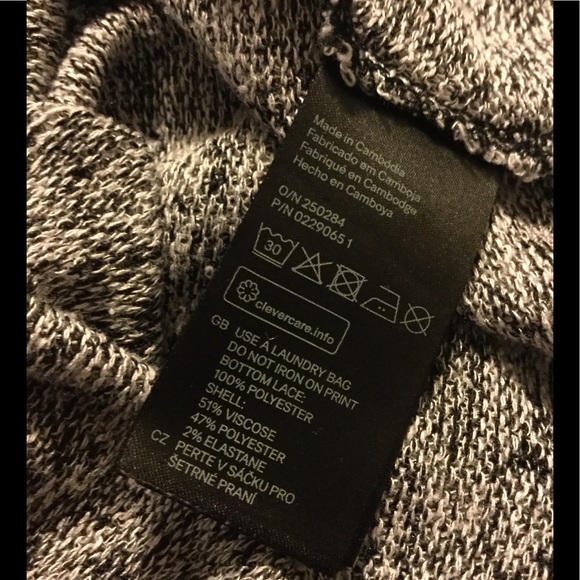 Made in Cambodia
Fabricado em Camboja
Fabriqué en Cambodge
Hecho en Camboya
O/N 250284
P/N 0229065 1
30
clevercare.info
GB USE A LAUNDRY BAG
DO NOT IRON ON PRINT
BOTTOM LACE:
100% POLYESTER
SHELL:
51% VISCOSE
47% POLYESTER
2% ELASTANE
CZ PERTE V SÁČKU PRO
ŠETRNÉ PRANÍ